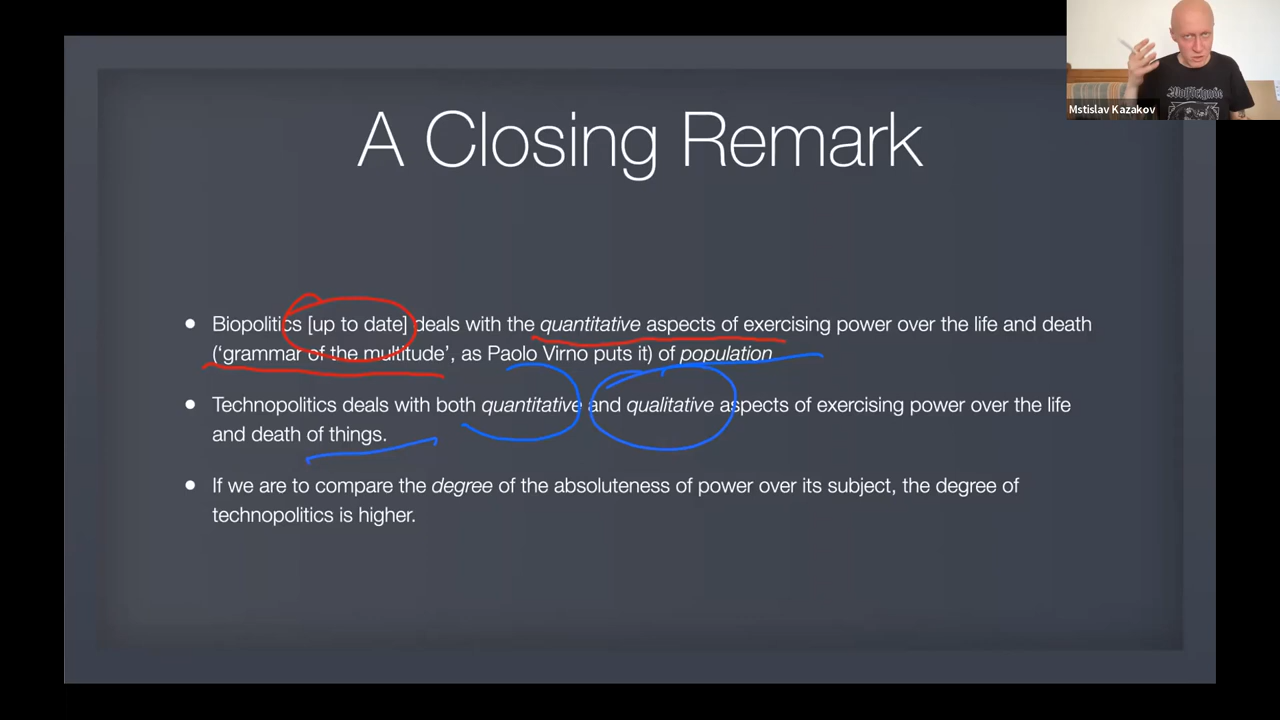 Mstislav Kazakov
Wolfbrigade
A Closing Remark
• Biopolitics [up to date] deals with the quantitative aspects of exercising power over the life and death
(‘grammar of the multitude’, as Paolo Virno puts it) of population
• Technopolitics deals with both quantitative and qualitative aspects of exercising power over the life
and death of things.
• If we are to compare the degree of the absoluteness of power over its subject, the degree of
technopolitics is higher.